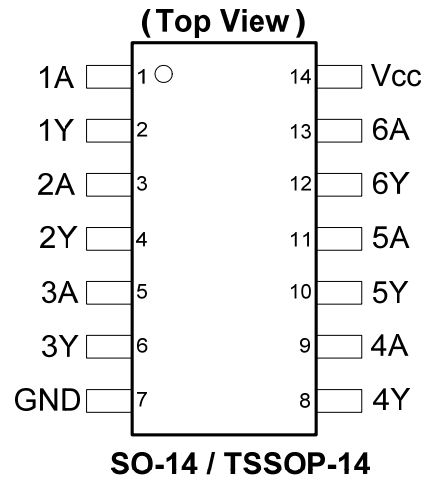 (Top View)
1A 1 14 Vcc
1Y 2 13 6A
2A 3 12 6Y
2Y 4 11 5A
3A 5 10 5Y
3Y 6 9 4A
GND 7 8 4Y
SO-14 / TSSOP-14